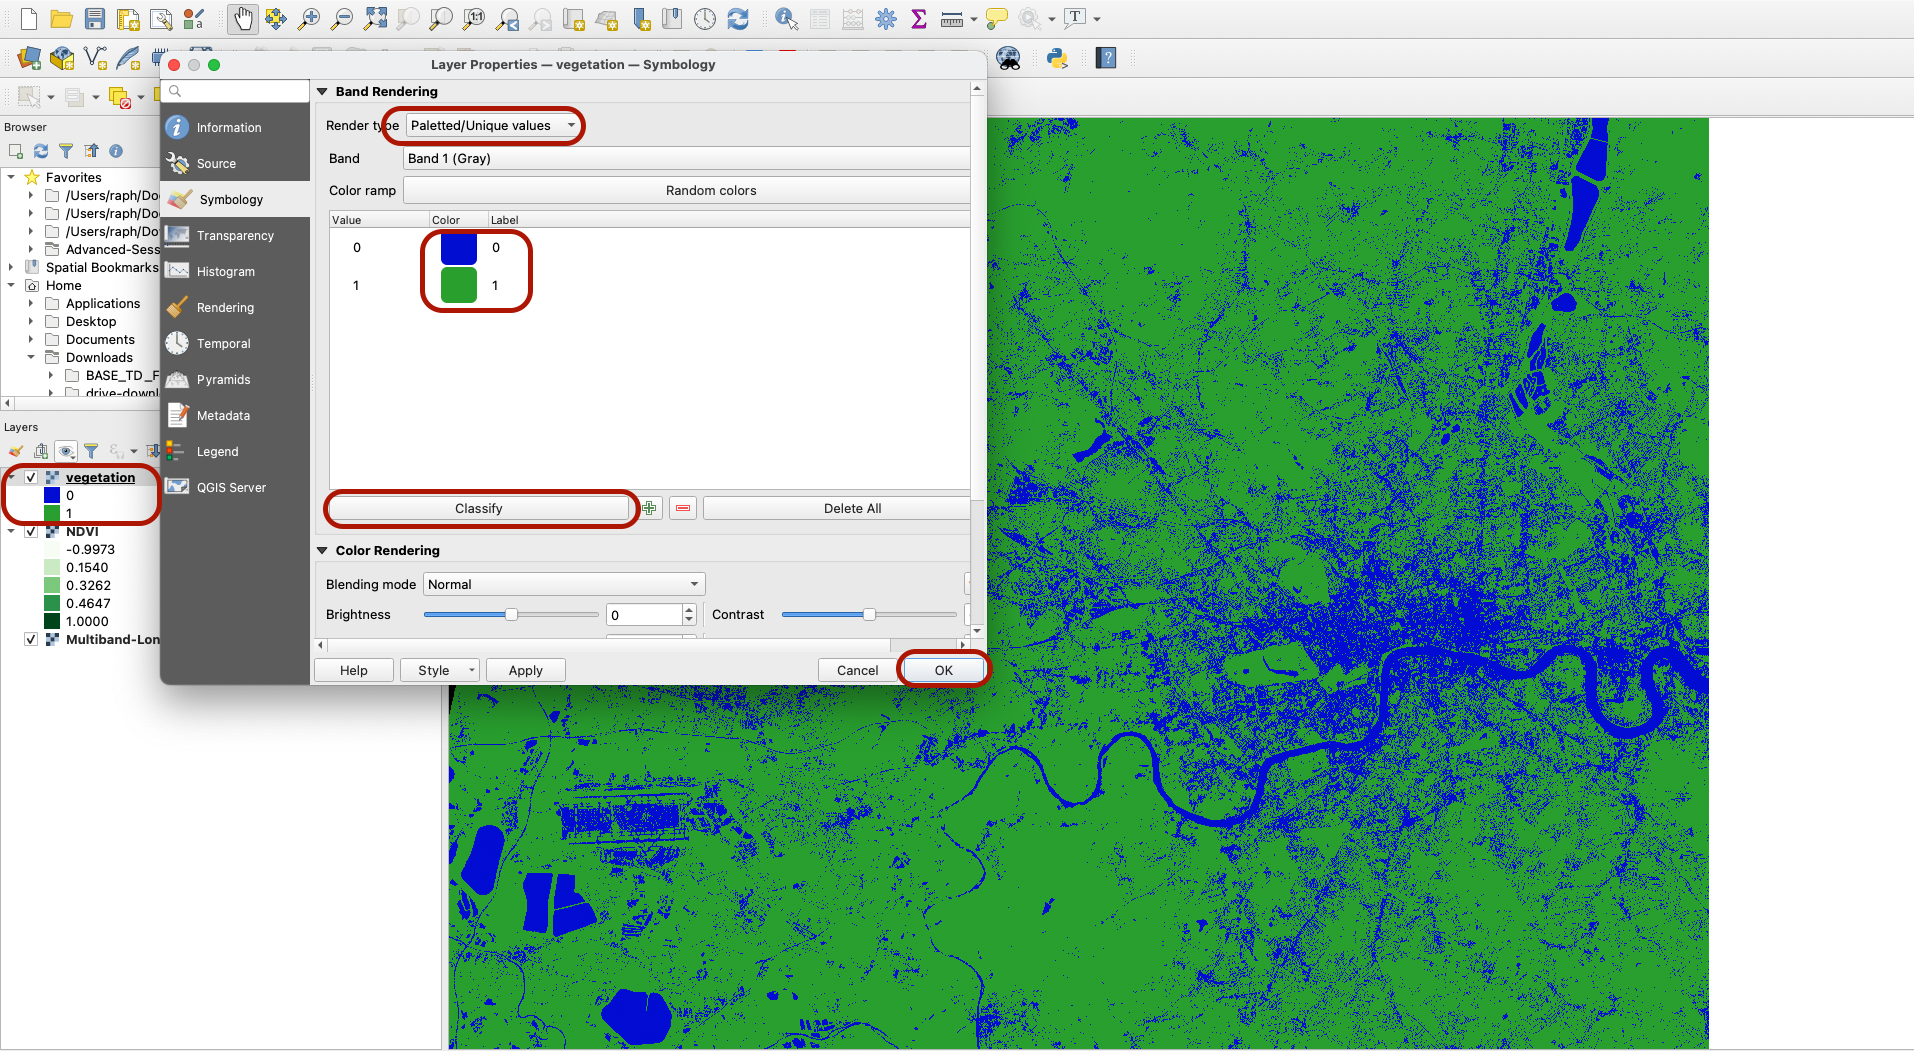 1:1
Σ
T
a
?
Layer Properties — vegetation — Symbology
Browser
Favorites
/Users/raph/Do
/Users/raph/Do
/Users/raph/Do
Advanced-Sess
Spatial Bookmarks
Home
Applications
Desktop
Documents
Downloads
BASE_TD_F
drive-downl
Layers
vegetation
0
1
NDVI
-0.9973
0.1540
0.3262
0.4647
1.0000
Multiband-Lon
Information
Source
Symbology
Transparency
Histogram
Rendering
Temporal
Pyramids
Metadata
Legend
QGIS Server
Band Rendering
Render type Paletted/Unique values
Band Band 1 (Gray)
Color ramp Random colors
Value Color Label
0 0
1 1
Classify Delete All
Color Rendering
Blending mode Normal
Brightness 0 Contrast
Help Style Apply Cancel OK